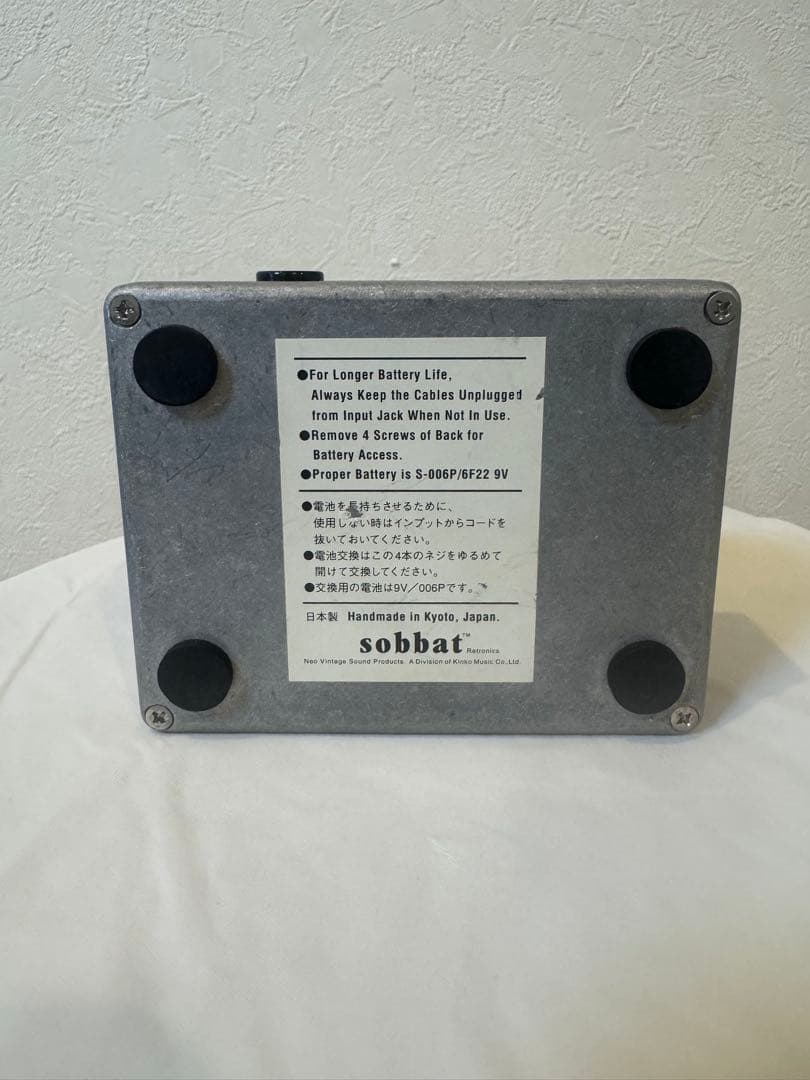 ●For Longer Battery Life,
Always Keep the Cables Unplugged
from Input Jack When Not In Use.
●Remove 4 Screws of Back for
Battery Access.
●Proper Battery is S-006P/6F22 9V
●電池を長持ちさせるために、
使用しない時はインプットからコードを
抜いておいてください。
●電池交換はこの4本のネジをゆるめて
開けて交換してください。
●交換用の電池は9V/006Pです。
日本製 Handmade in Kyoto, Japan.
sobbat™ Retronics
Neo Vintage Sound Products. A Division of Kinko Music Co.,Ltd.